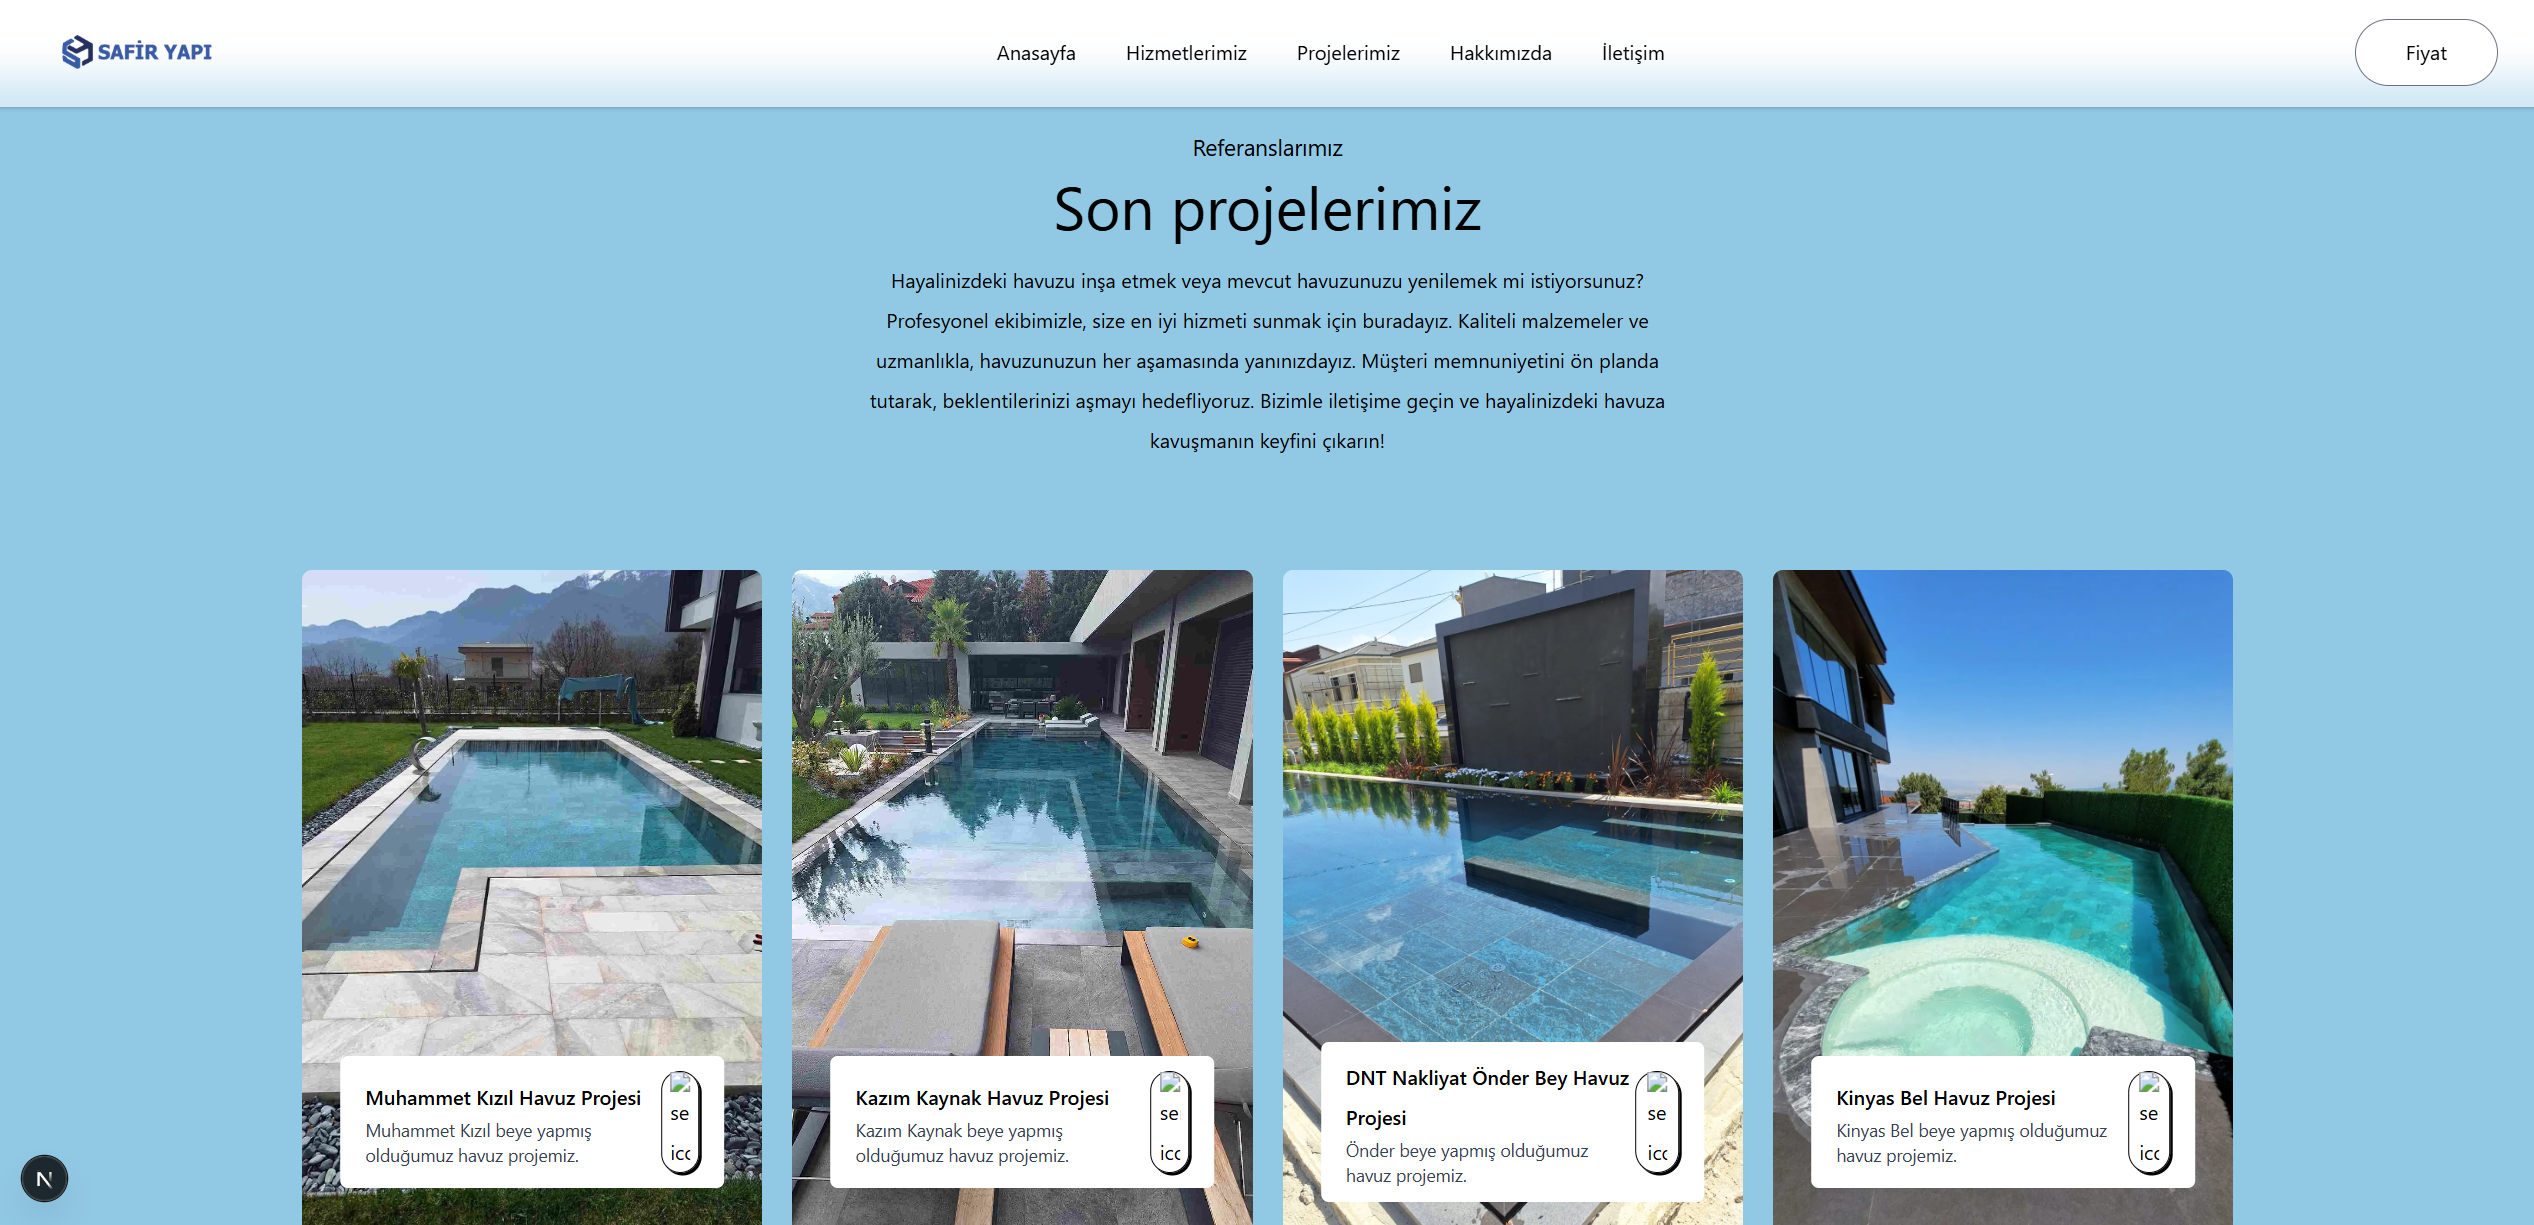 SAFİR YAPI
Anasayfa
Hizmetlerimiz
Projelerimiz
Hakkımızda
İletişim
Fiyat
Referanslarımız
Son projelerimiz
Hayalinizdeki havuzu inşa etmek veya mevcut havuzunuzu yenilemek mi istiyorsunuz?
Profesyonel ekibimizle, size en iyi hizmeti sunmak için buradayız. Kaliteli malzemeler ve
uzmanlıkla, havuzunuzun her aşamasında yanınızdayız. Müşteri memnuniyetini ön planda
tutarak, beklentilerinizi aşmayı hedefliyoruz. Bizimle iletişime geçin ve hayalinizdeki havuza
kavuşmanın keyfini çıkarın!
Muhammet Kızıl Havuz Projesi
Muhammet Kızıl beye yapmış
olduğumuz havuz projemiz.
se
ico
Kazım Kaynak Havuz Projesi
Kazım Kaynak beye yapmış
olduğumuz havuz projemiz.
se
ico
DNT Nakliyat Önder Bey Havuz
Projesi
Önder beye yapmış olduğumuz
havuz projemiz.
se
ico
Kinyas Bel Havuz Projesi
Kinyas Bel beye yapmış olduğumuz
havuz projemiz.
se
ico
N